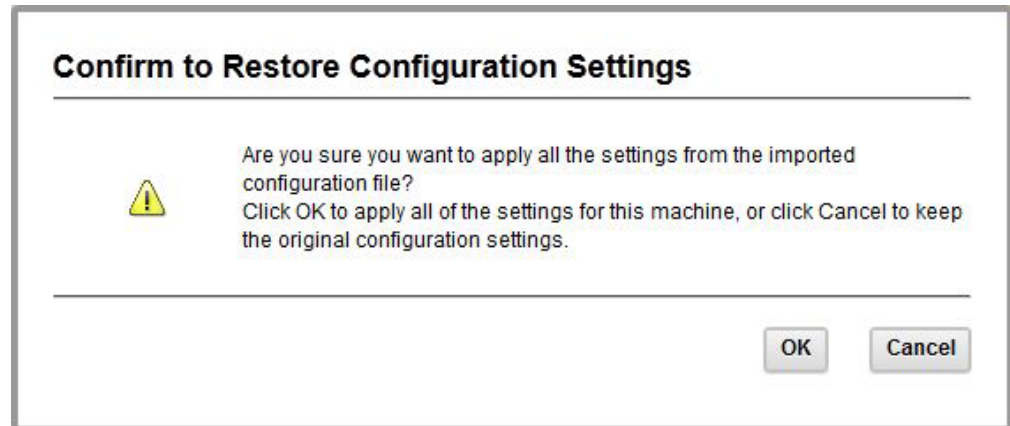 Confirm to Restore Configuration Settings
Are you sure you want to apply all the settings from the imported
configuration file?
Click OK to apply all of the settings for this machine, or click Cancel to keep
the original configuration settings.
OK
Cancel